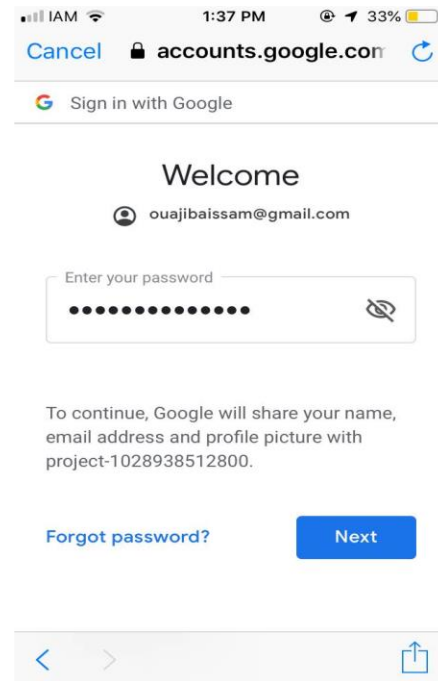 IAM 1:37 PM 33%
Cancel accounts.google.com
G Sign in with Google
Welcome
ouajibaissam@gmail.com
Enter your password
••••••••••••••
To continue, Google will share your name,
email address and profile picture with
project-1028938512800.
Forgot password? Next